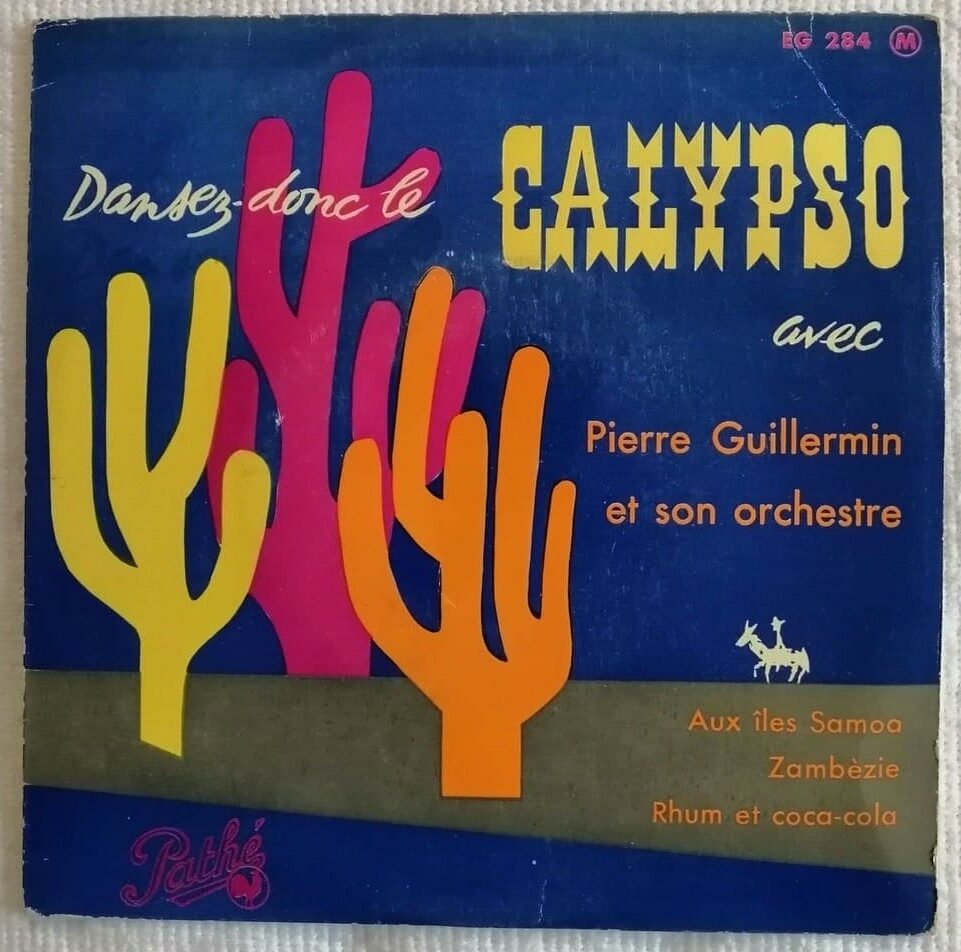 EG 284 M
Dansez-donc le CALYPSO
avec
Pierre Guillermin
et son orchestre
Aux îles Samoa
Zambèzie
Rhum et coca-cola
Pathé